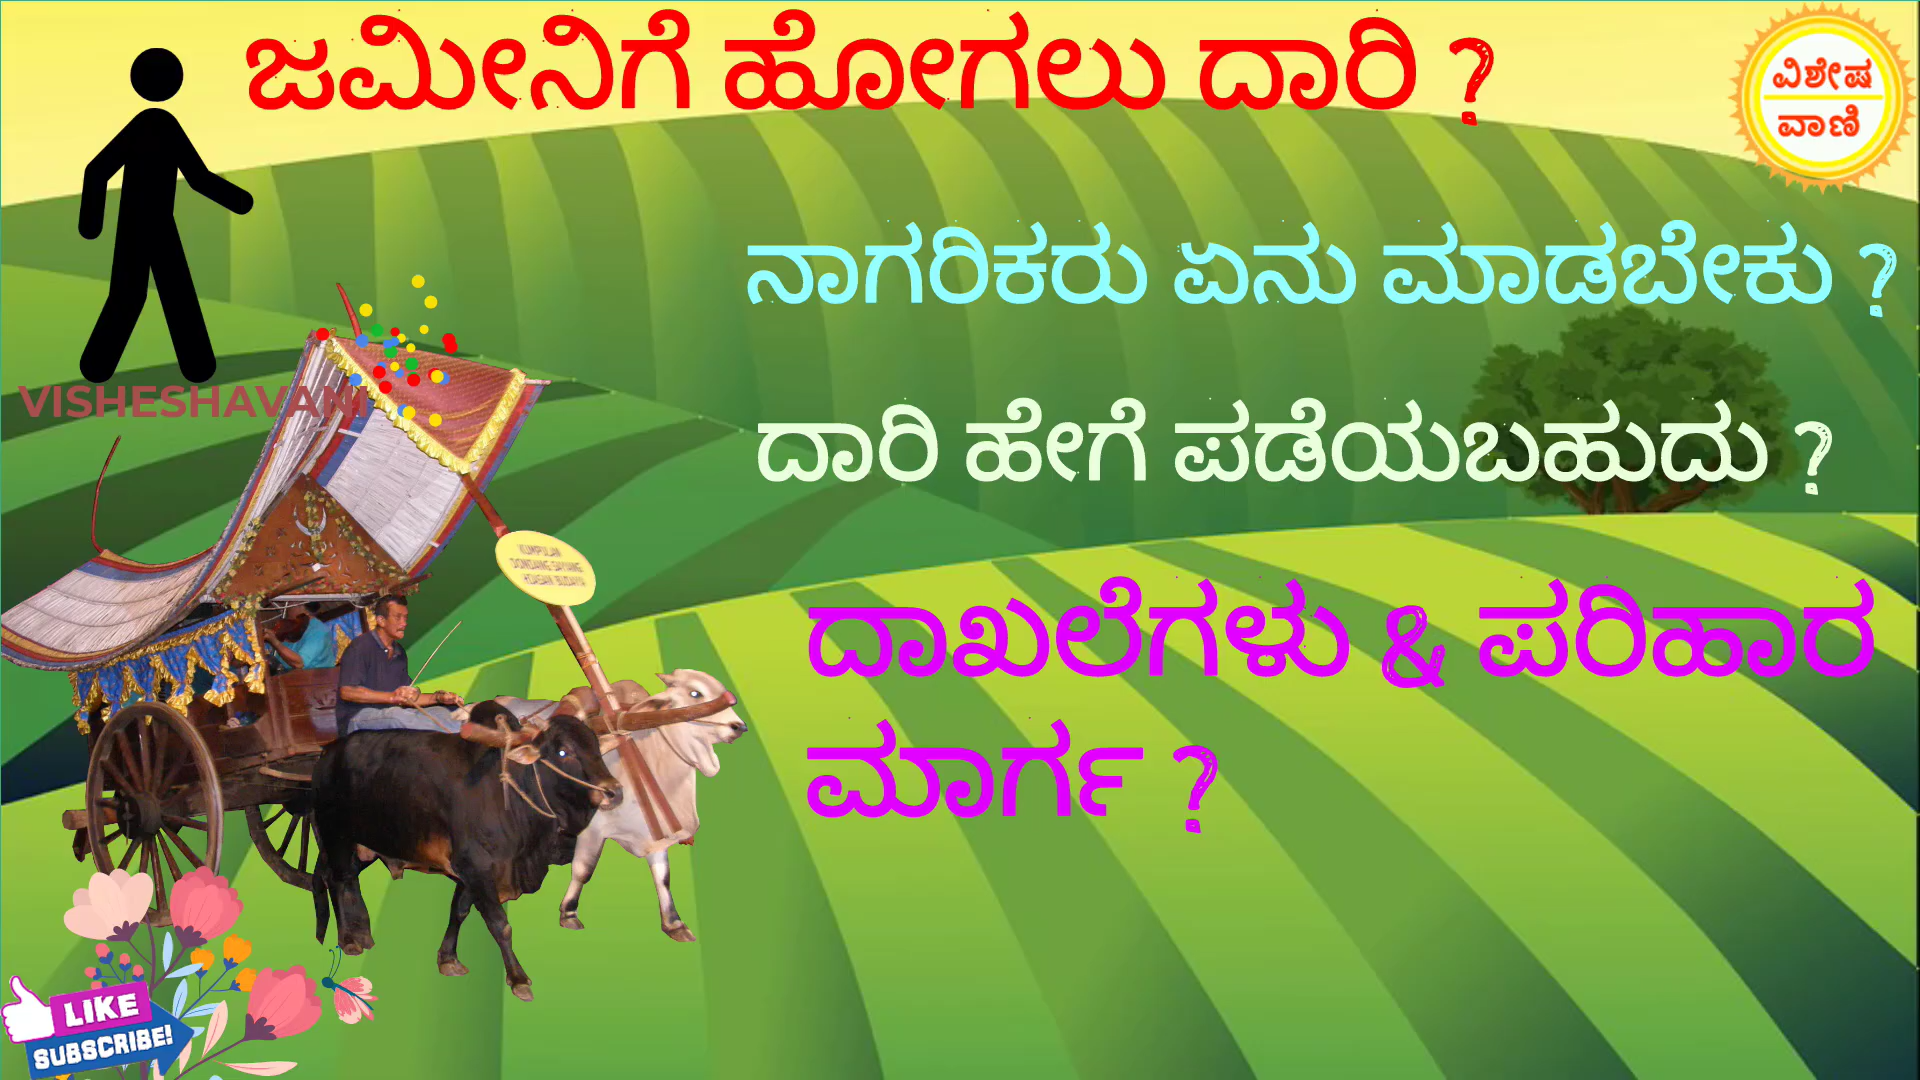 ಜಮೀನಿಗೆ ಹೋಗಲು ದಾರಿ ?
ವಿಶೇಷ
ವಾಣಿ
ನಾಗರಿಕರು ಏನು ಮಾಡಬೇಕು ?
VISHESHAVANI
ದಾರಿ ಹೇಗೆ ಪಡೆಯಬಹುದು ?
ದಾಖಲೆಗಳು & ಪರಿಹಾರ
ಮಾರ್ಗ ?
LIKE
SUBSCRIBE!